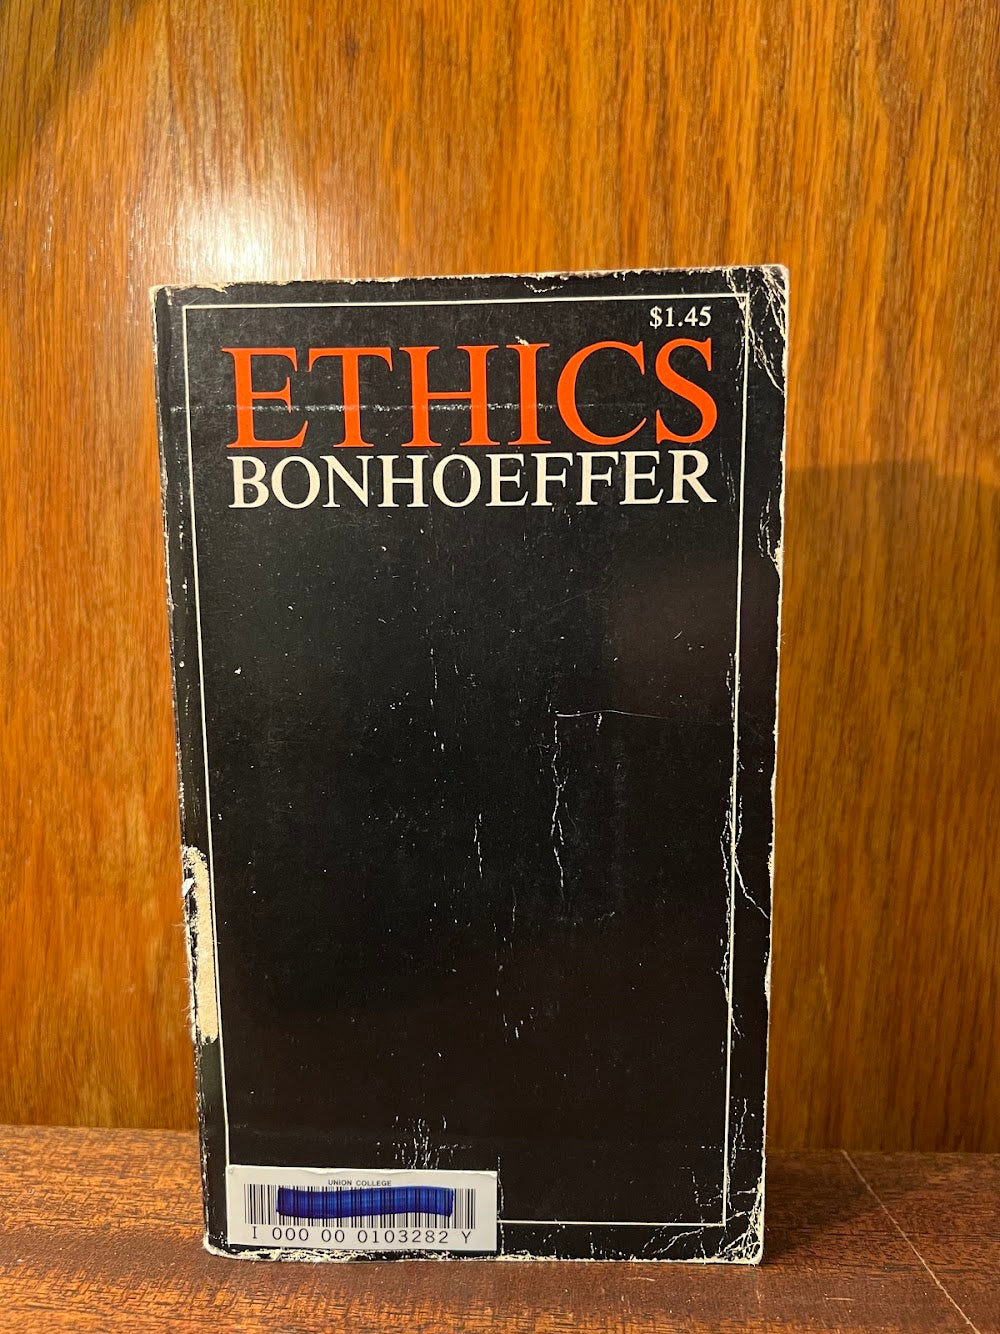 $1.45
ETHICS
BONHOEFFER
UNION COLLEGE
I 000 00 0103282 Y